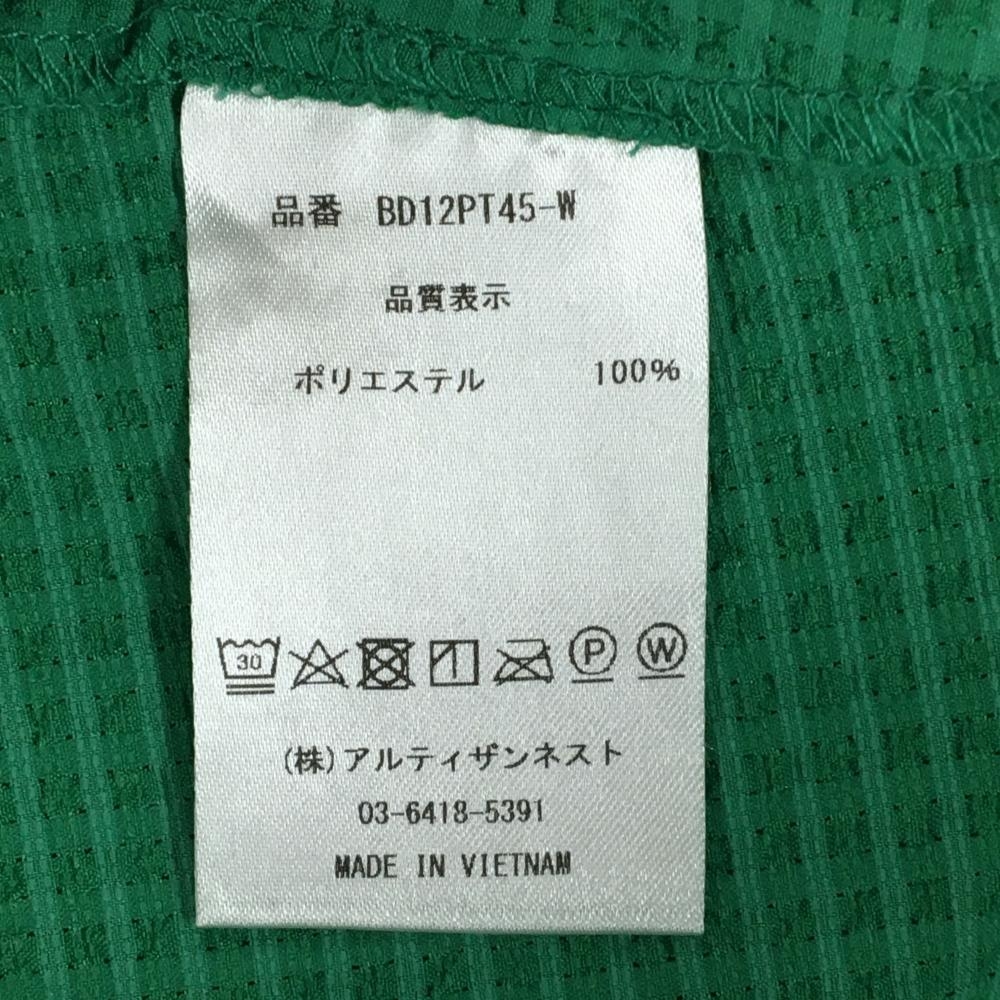 品番 BD12PT45-W
品質表示
ポリエステル 100%
30 P W
(株)アルティザンネスト
03-6418-5391
MADE IN VIETNAM